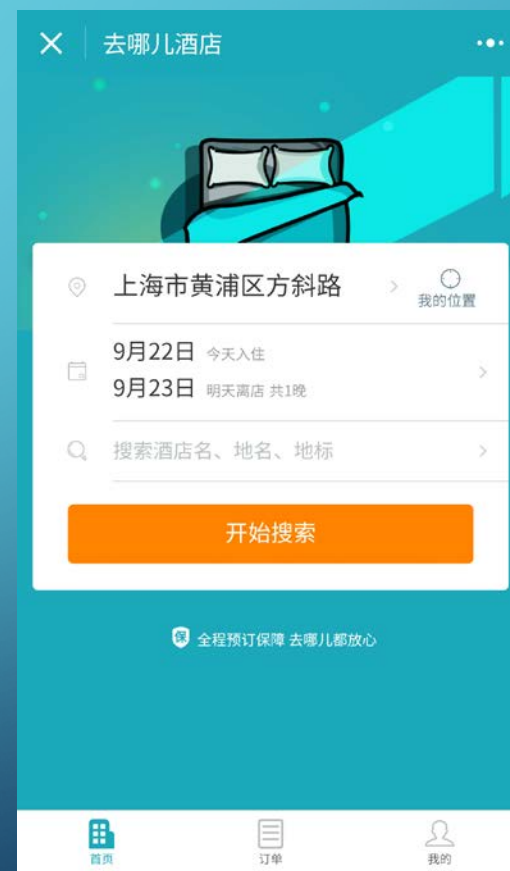 去哪儿酒店
上海市黄浦区方斜路
我的位置
9月22日 今天入住
9月23日 明天离店 共1晚
搜索酒店名、地名、地标
开始搜索
保 全程预订保障 去哪儿都放心
首页 订单 我的